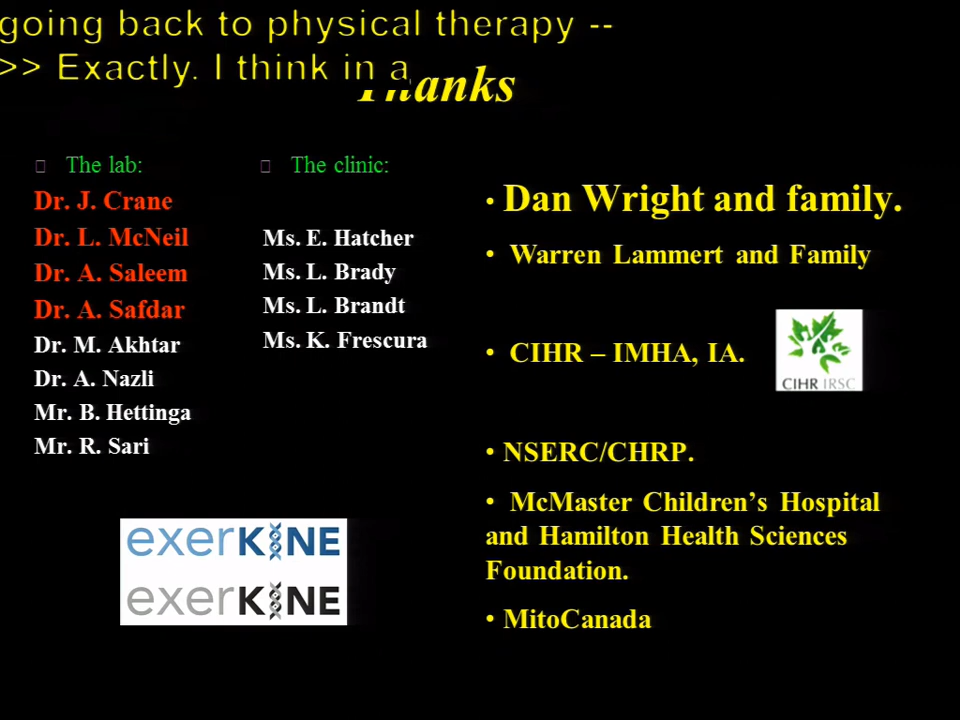 going back to physical therapy --
>> Exactly. I think in a
Thanks
The lab:
Dr. J. Crane
Dr. L. McNeil
Dr. A. Saleem
Dr. A. Safdar
Dr. M. Akhtar
Dr. A. Nazli
Mr. B. Hettinga
Mr. R. Sari
exerKINE
exerKINE
The clinic:
Ms. E. Hatcher
Ms. L. Brady
Ms. L. Brandt
Ms. K. Frescura
• Dan Wright and family.
• Warren Lammert and Family
• CIHR – IMHA, IA.
CIHR IRSC
• NSERC/CHRP.
• McMaster Children’s Hospital
and Hamilton Health Sciences
Foundation.
• MitoCanada